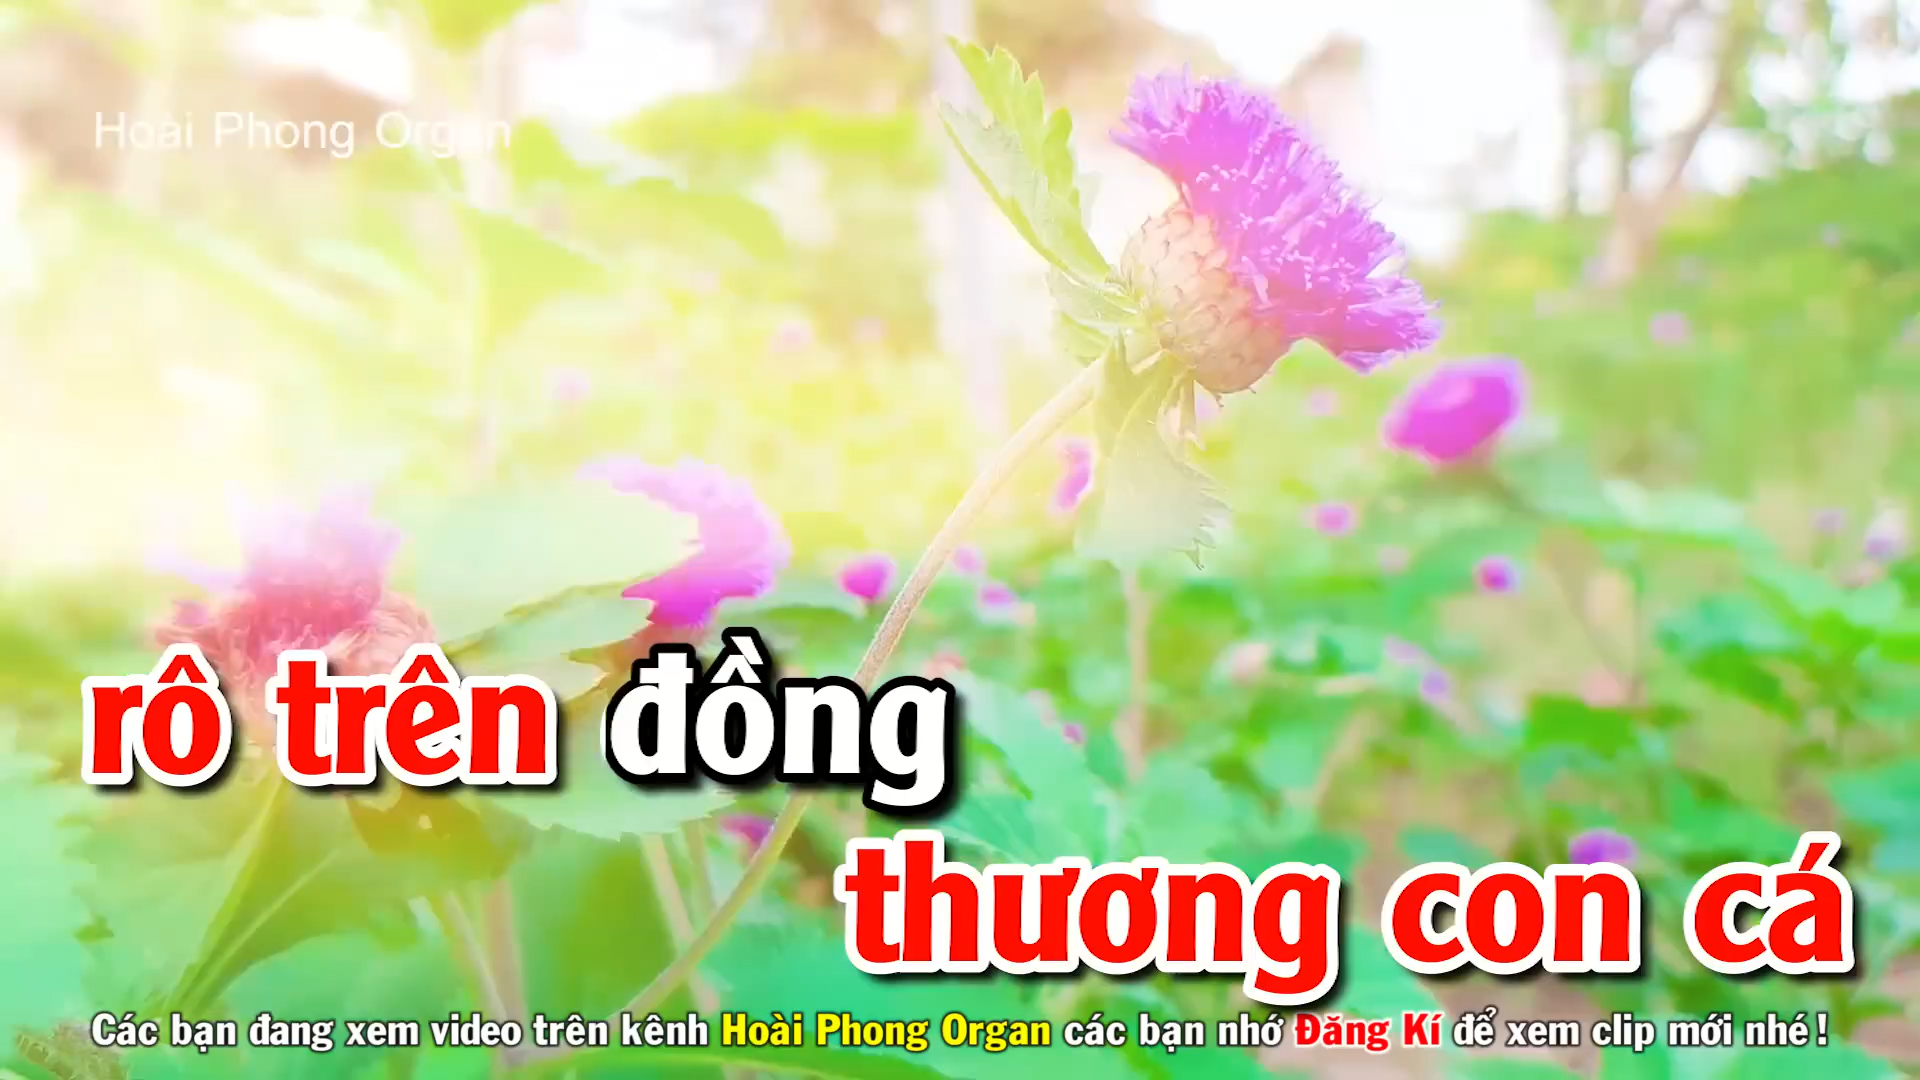 Hoài Phong Organ
rô trên đồng
thương con cá
Các bạn đang xem video trên kênh Hoài Phong Organ các bạn nhớ Đăng Kí để xem clip mới nhé !